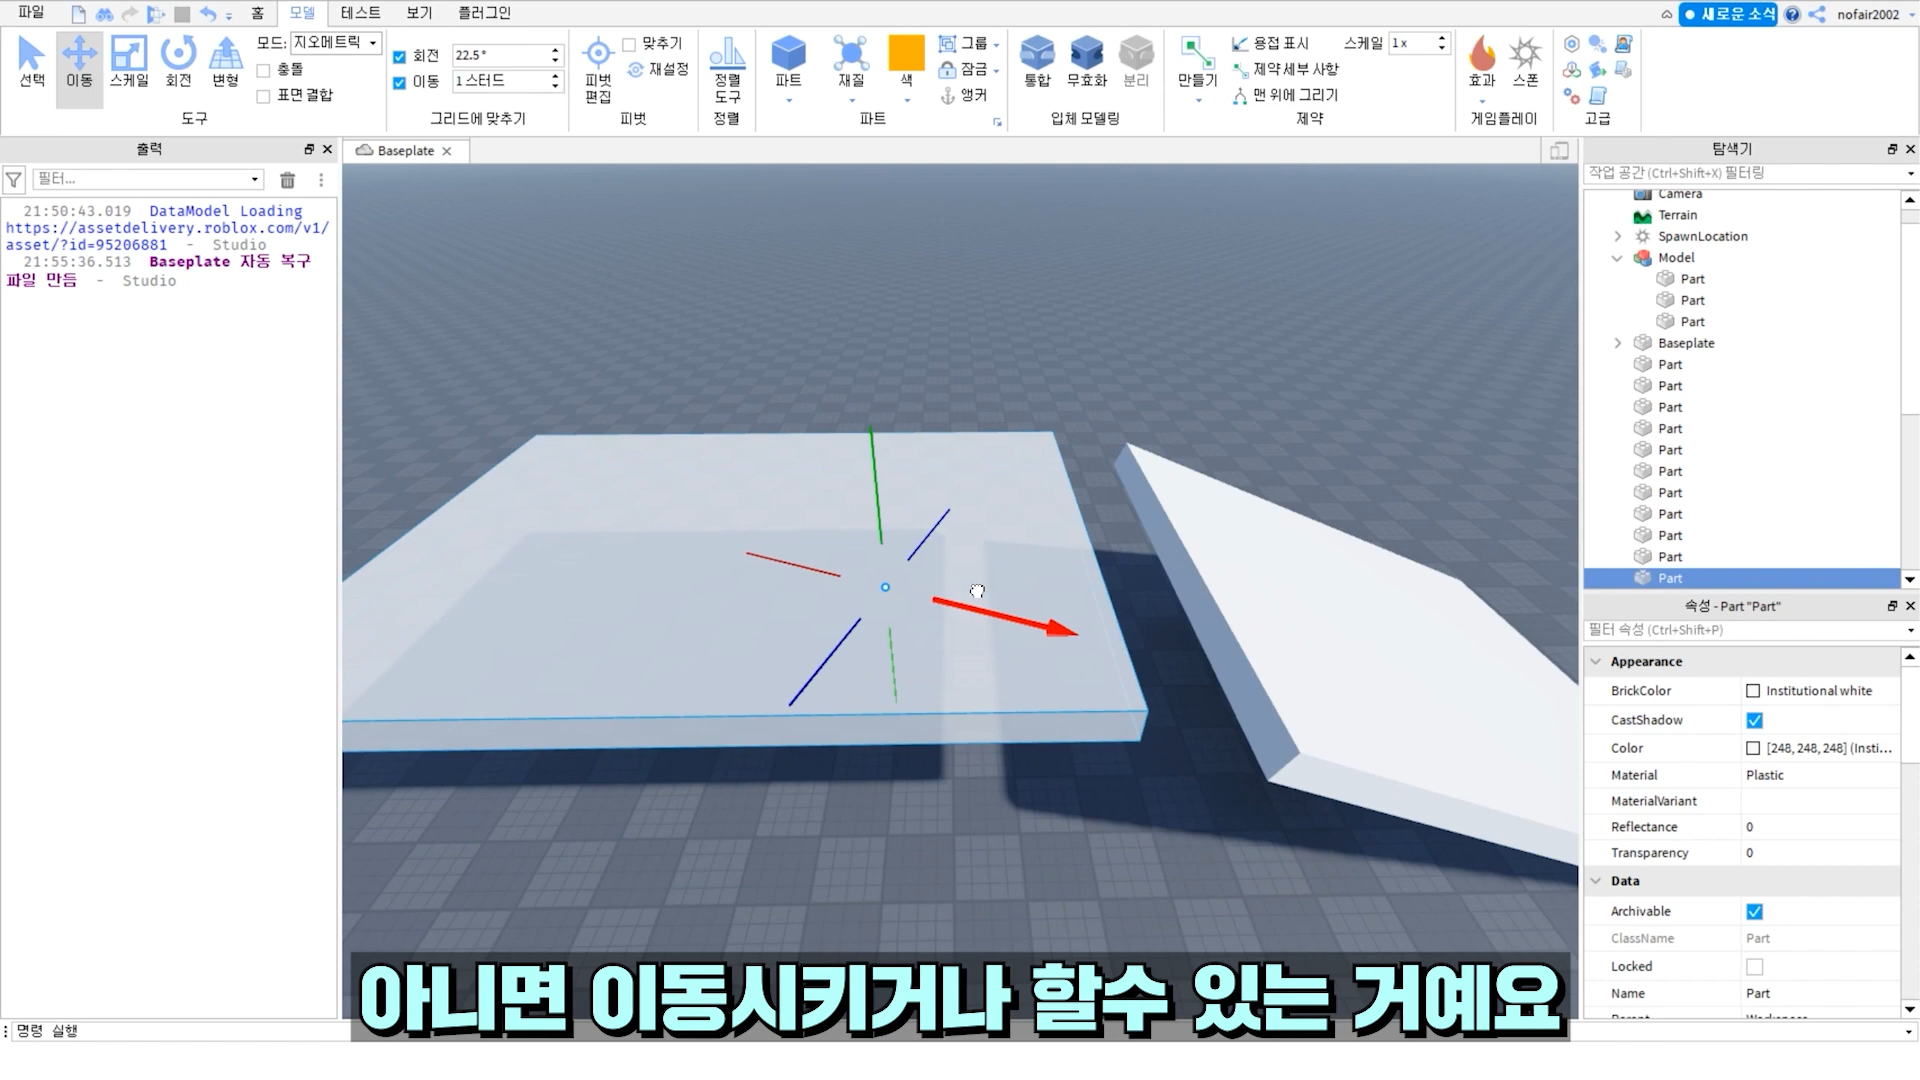 파일 홈 모델 테스트 보기 플러그인 새로운 소식 nofair2002
선택 이동 스케일 회전 변형 모드: 지오메트릭
충돌
표면 결합
도구
회전 22.5°
이동 1 스터드
그리드에 맞추기
피벗 편집 맞추기
재설정
피벗
정렬 도구
정렬
파트 재질 색 그룹
잠금
앵커
파트
통합 무효화 분리
입체 모델링
만들기 용접 표시 스케일 1x
제약 세부 사항
맨 위에 그리기
제약
효과 스폰
게임플레이
고급
출력
필터...
21:50:43.019 DataModel Loading
https://assetdelivery.roblox.com/v1/
asset/?id=95206881 - Studio
21:55:36.513 Baseplate 자동 복구
파일 만듬 - Studio
Baseplate
탐색기
작업 공간 (Ctrl+Shift+X) 필터링
Camera
Terrain
SpawnLocation
Model
Part
Part
Part
Baseplate
Part
Part
Part
Part
Part
Part
Part
Part
Part
Part
Part
속성 - Part "Part"
필터 속성 (Ctrl+Shift+P)
Appearance
BrickColor Institutional white
CastShadow
Color [248, 248, 248] (Insti...
Material Plastic
MaterialVariant
Reflectance 0
Transparency 0
Data
Archivable
ClassName Part
Locked
Name Part
아니면 이동시키거나 할수 있는 거예요
명령 실행